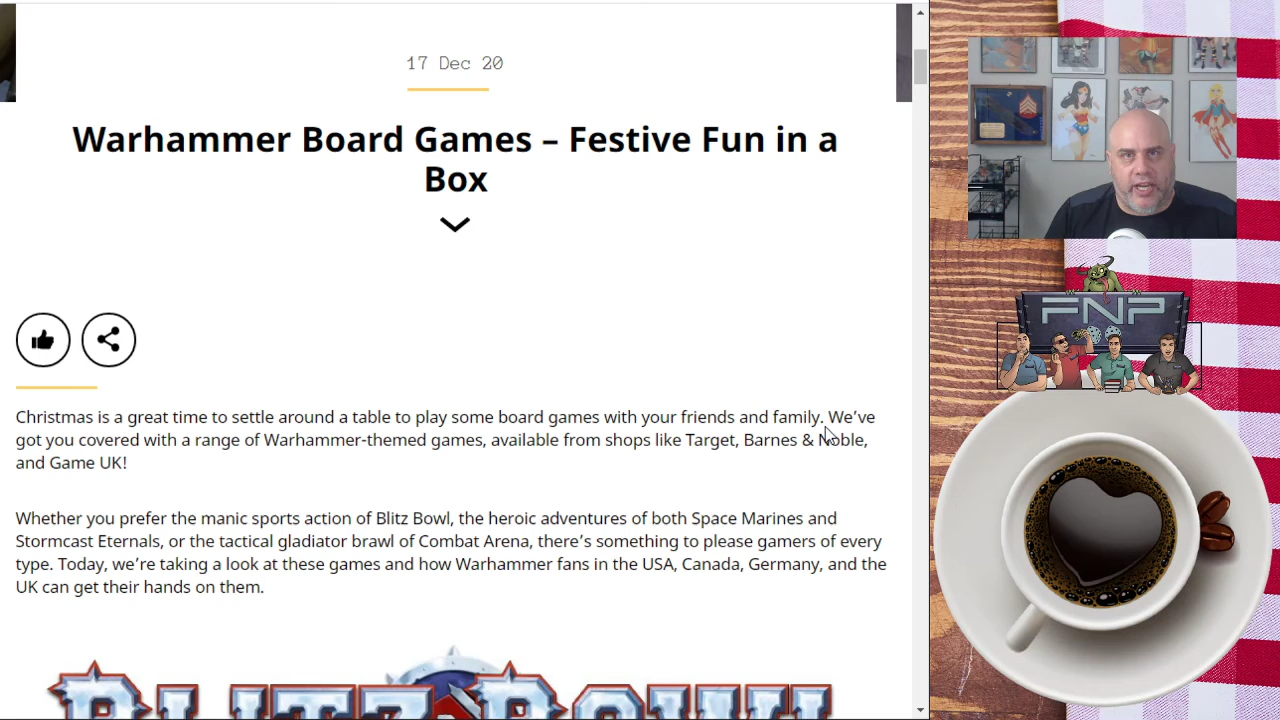 17 Dec 20
Warhammer Board Games – Festive Fun in a
Box
Christmas is a great time to settle around a table to play some board games with your friends and family. We've
got you covered with a range of Warhammer-themed games, available from shops like Target, Barnes & Noble,
and Game UK!
Whether you prefer the manic sports action of Blitz Bowl, the heroic adventures of both Space Marines and
Stormcast Eternals, or the tactical gladiator brawl of Combat Arena, there's something to please gamers of every
type. Today, we're taking a look at these games and how Warhammer fans in the USA, Canada, Germany, and the
UK can get their hands on them.
BLITZ BOWL
FNP